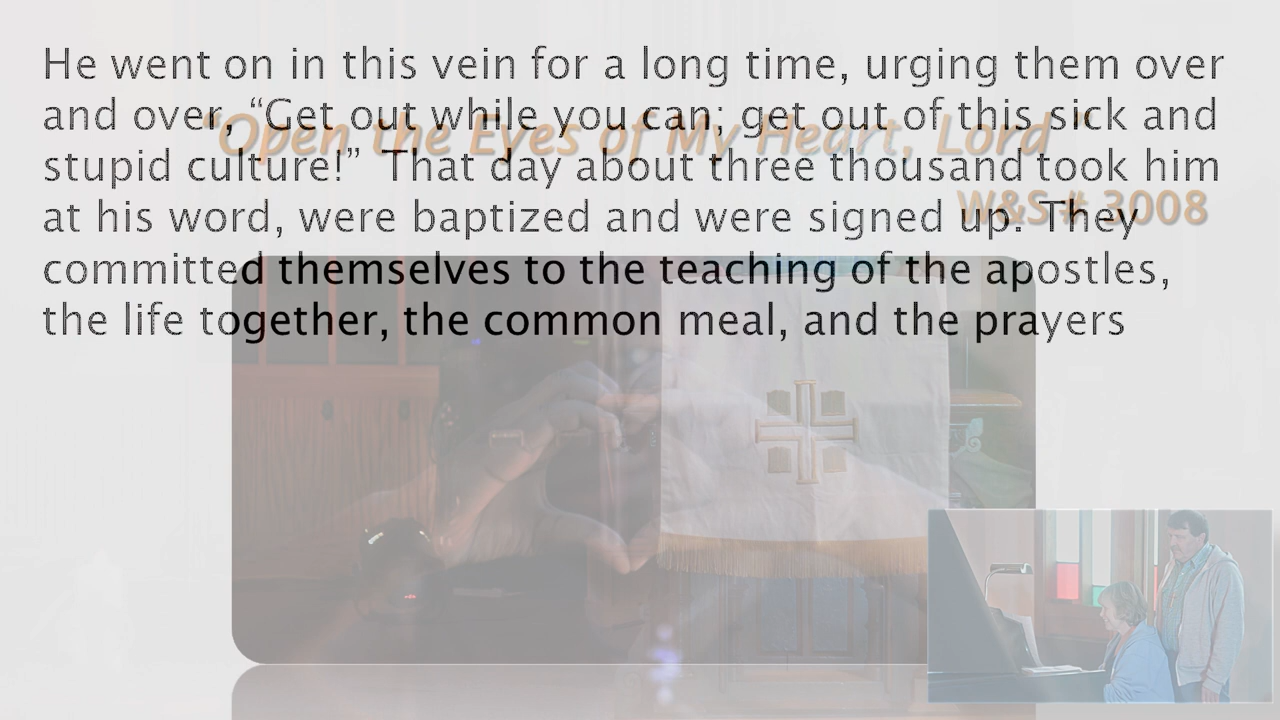 He went on in this vein for a long time, urging them over
and over, “Get out while you can; get out of this sick and
stupid culture!” That day about three thousand took him
at his word, were baptized and were signed up. They
committed themselves to the teaching of the apostles,
the life together, the common meal, and the prayers
“Open the Eyes of My Heart, Lord”
W&S # 3008